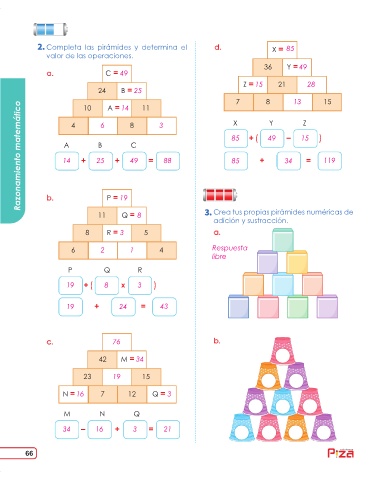 2. Completa las pirámides y determina el
valor de las operaciones.
a.
C = 49
24 B = 25
10 A = 14 11
4 6 8 3
A B C
14 + 25 + 49 = 88
b.
P = 19
11 Q = 8
8 R = 3 5
6 2 1 4
P Q R
19 + ( 8 x 3 )
19 + 24 = 43
c.
76
42 M = 34
23 19 15
N = 16 7 12 Q = 3
M N Q
34 – 16 + 3 = 21
d.
X = 85
36 Y = 49
Z = 15 21 28
7 8 13 15
X Y Z
85 + ( 49 – 15 )
85 + 34 = 119
3. Crea tus propias pirámides numéricas de
adición y sustracción.
a.
Respuesta
libre
b.
Razonamiento matemático
66